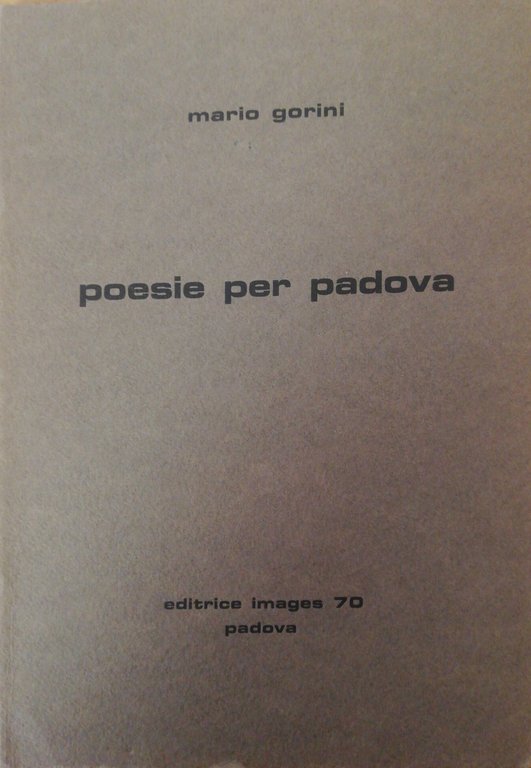 mario gorini
poesie per padova
editrice images 70
padova